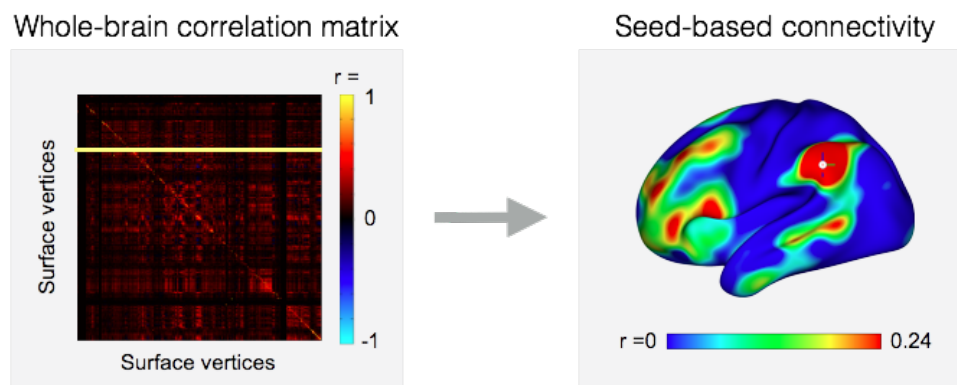 Whole-brain correlation matrix
r =
1
0
-1
Surface vertices
Surface vertices
Seed-based connectivity
r =0
0.24